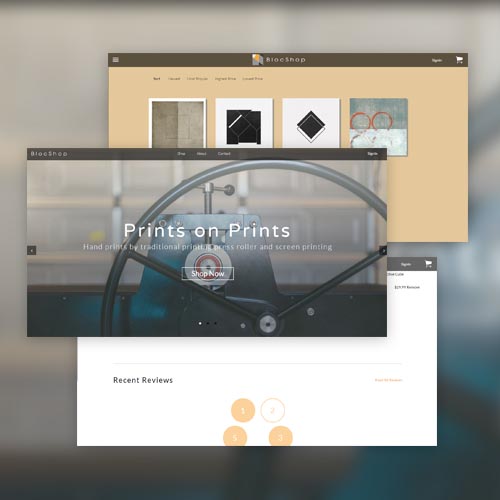 BlocShop
Sign In
Sort Newest Most Popular Highest Price Lowest Price
BlocShop
Shop About Contact
Sign In
Prints on Prints
Hand prints by traditional printing press roller and screen printing
Shop Now
Sign In
$29.99 Remove
Recent Reviews
1 2
5 3